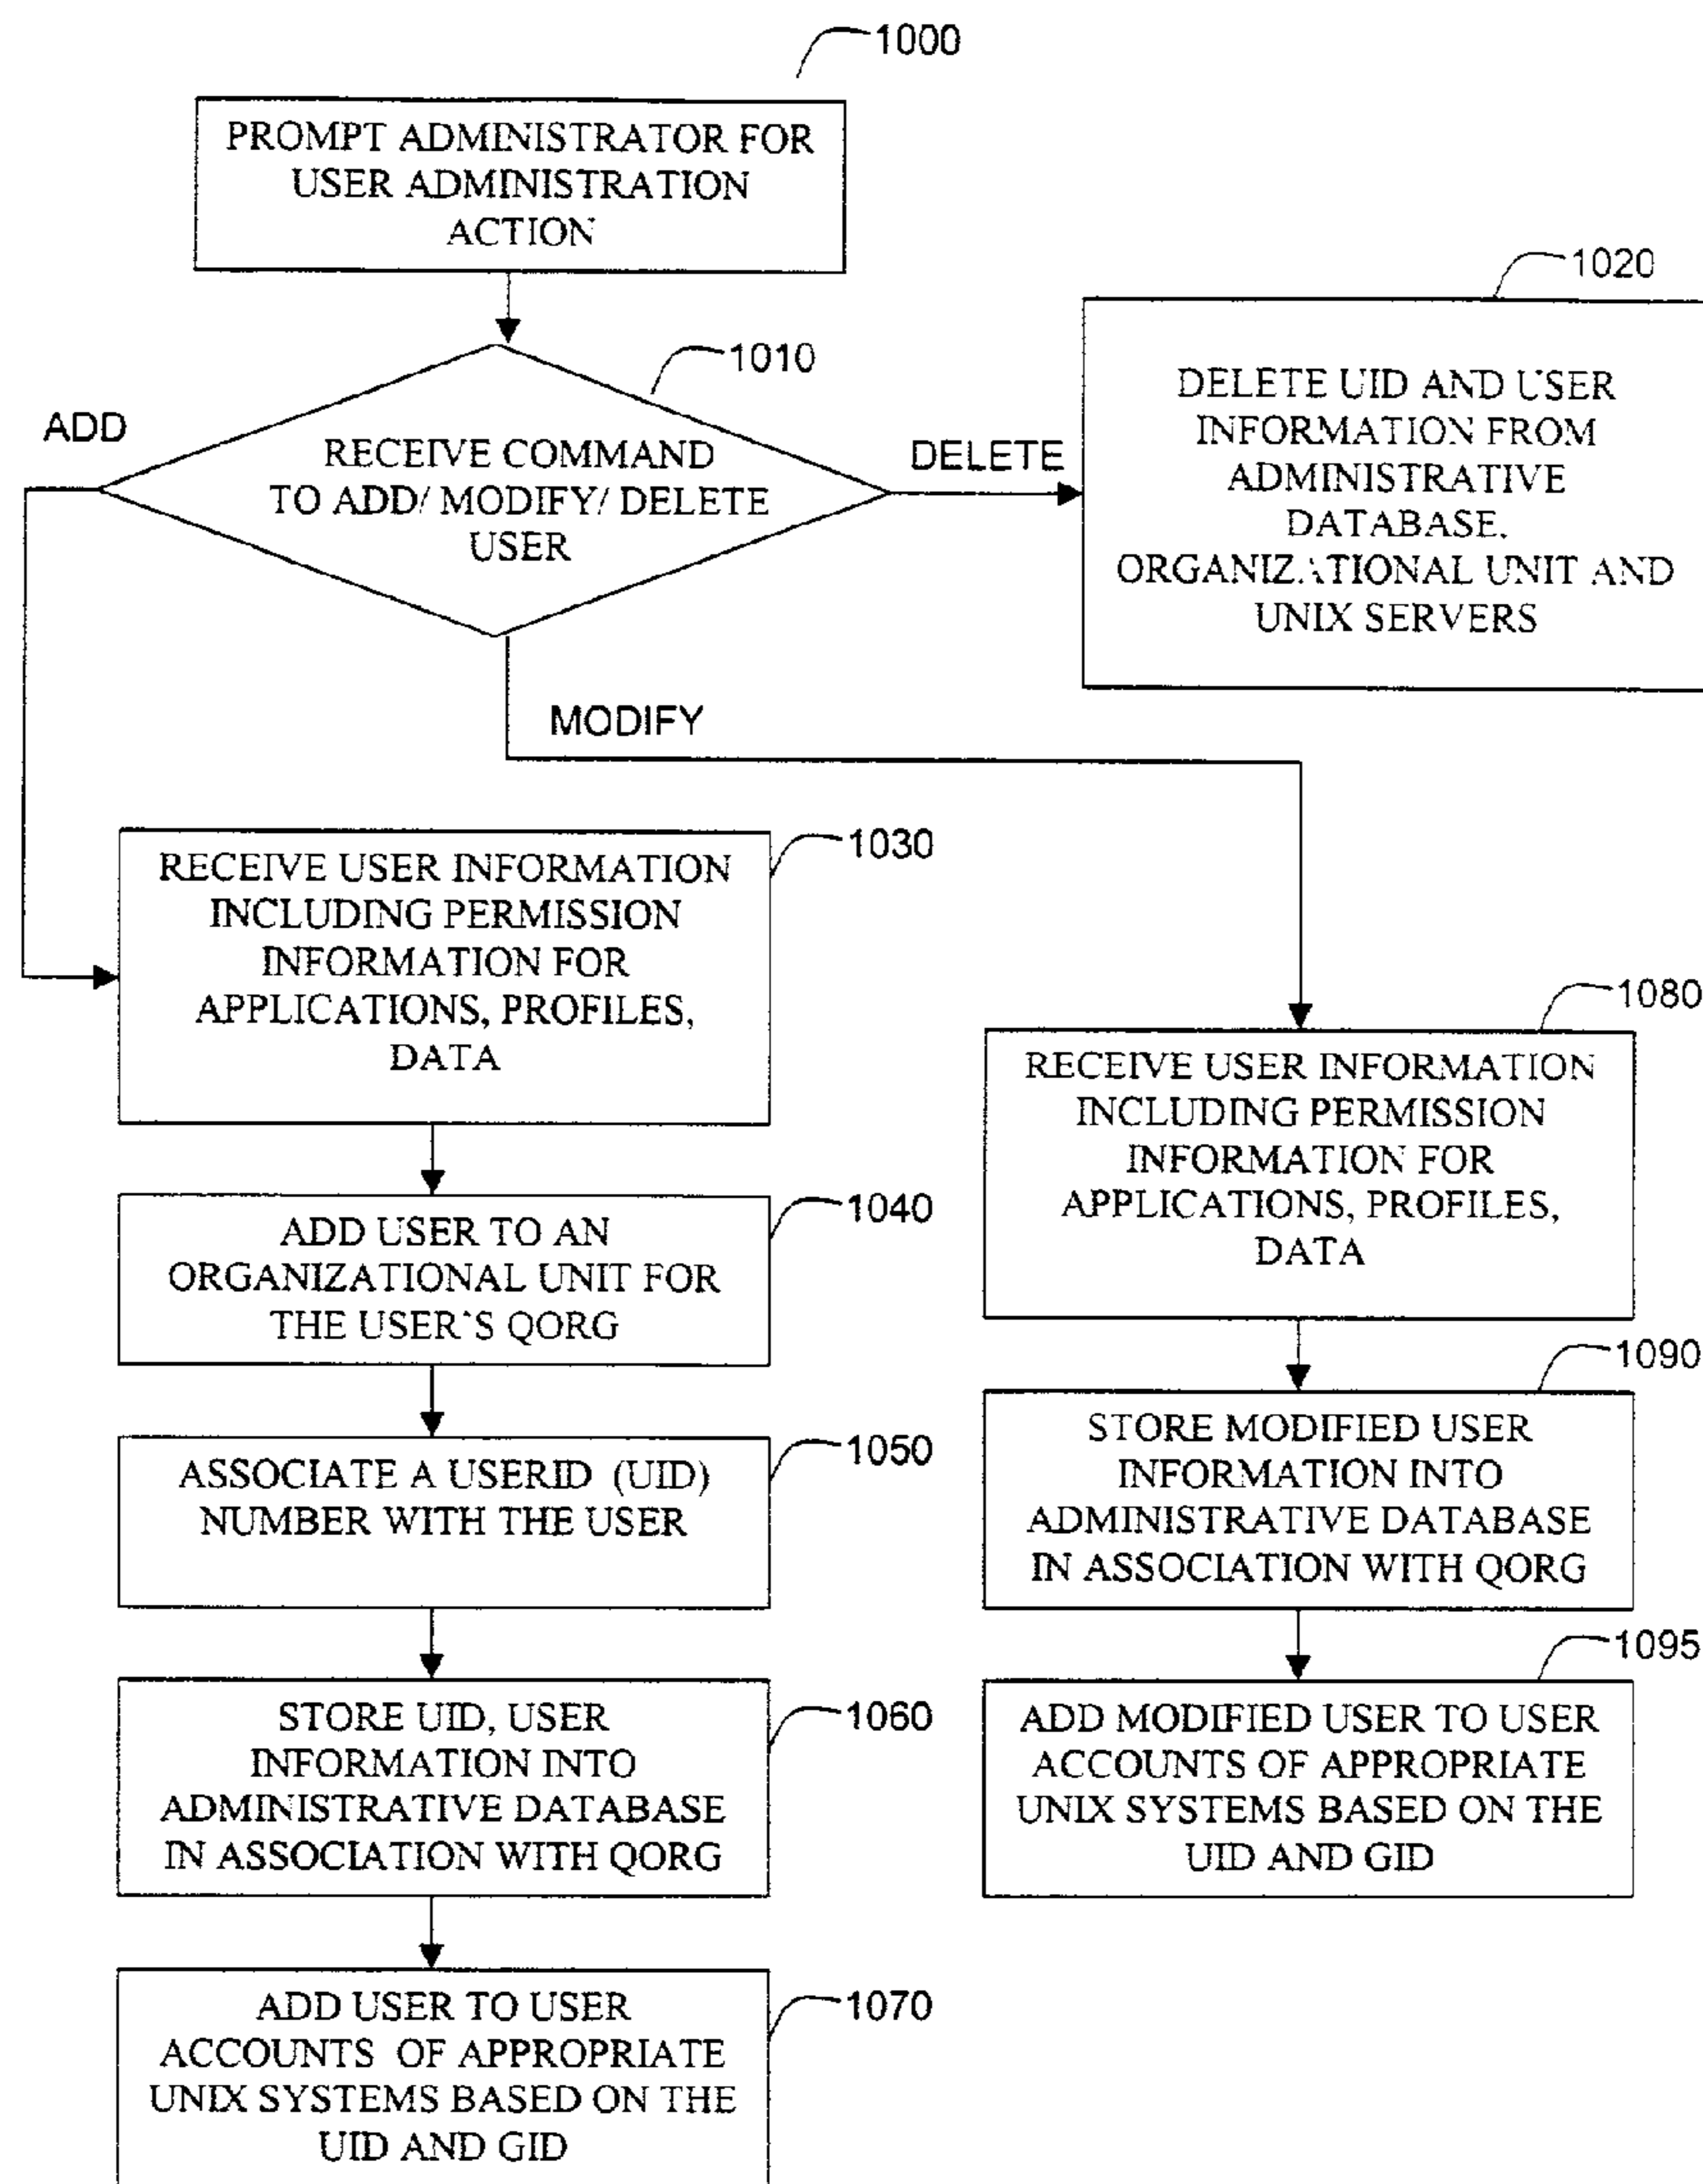 1000
PROMPT ADMINISTRATOR FOR
USER ADMINISTRATION
ACTION
1010
RECEIVE COMMAND
TO ADD/ MODIFY/ DELETE
USER
ADD
DELETE
MODIFY
1020
DELETE UID AND USER
INFORMATION FROM
ADMINISTRATIVE
DATABASE,
ORGANIZATIONAL UNIT AND
UNIX SERVERS
1030
RECEIVE USER INFORMATION
INCLUDING PERMISSION
INFORMATION FOR
APPLICATIONS, PROFILES,
DATA
1040
ADD USER TO AN
ORGANIZATIONAL UNIT FOR
THE USER'S QORG
1050
ASSOCIATE A USERID (UID)
NUMBER WITH THE USER
1060
STORE UID, USER
INFORMATION INTO
ADMINISTRATIVE DATABASE
IN ASSOCIATION WITH QORG
1070
ADD USER TO USER
ACCOUNTS OF APPROPRIATE
UNIX SYSTEMS BASED ON THE
UID AND GID
1080
RECEIVE USER INFORMATION
INCLUDING PERMISSION
INFORMATION FOR
APPLICATIONS, PROFILES,
DATA
1090
STORE MODIFIED USER
INFORMATION INTO
ADMINISTRATIVE DATABASE
IN ASSOCIATION WITH QORG
1095
ADD MODIFIED USER TO USER
ACCOUNTS OF APPROPRIATE
UNIX SYSTEMS BASED ON THE
UID AND GID